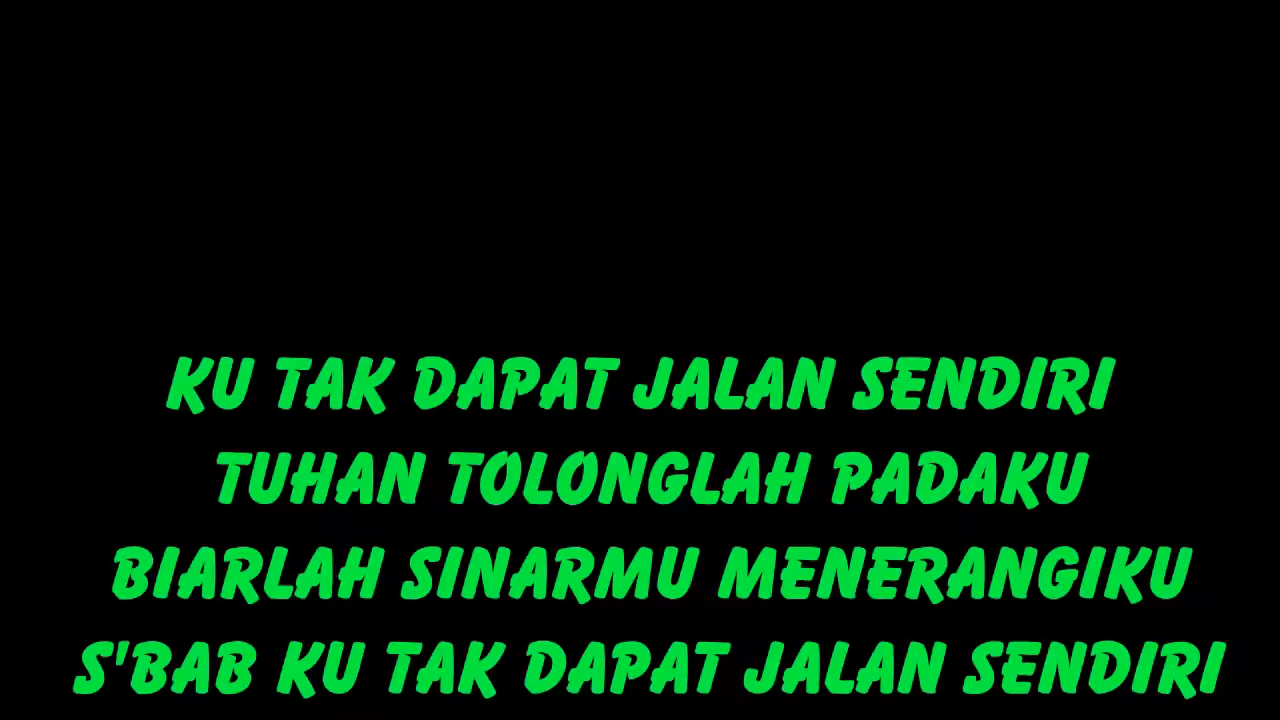 KU TAK DAPAT JALAN SENDIRI
TUHAN TOLONGLAH PADAKU
BIARLAH SINARMU MENERANGIKU
S'BAB KU TAK DAPAT JALAN SENDIRI